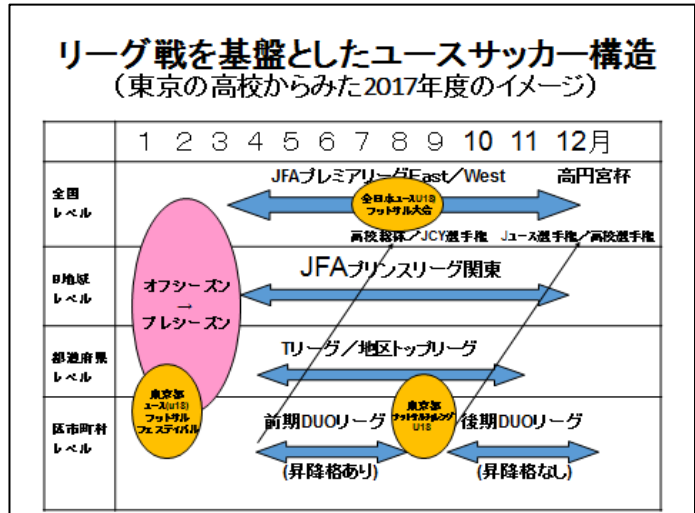 リーグ戦を基盤としたユースサッカー構造
(東京の高校からみた2017年度のイメージ)
1 2 3 4 5 6 7 8 9 10 11 12月
全国
レベル
JFAプレミアリーグEast/West
高円宮杯
全日本ユース(U18)
フットサル大会
高校総体/JCY選手権
Jユース選手権/高校選手権
9地域
レベル
オフシーズン
→
プレシーズン
JFAプリンスリーグ関東
都道府県
レベル
Tリーグ/地区トップリーグ
東京都
ユース(U18)
フットサル
フェスティバル
区市町村
レベル
前期DUOリーグ
(昇降格あり)
東京都
U18
後期DUOリーグ
(昇降格なし)